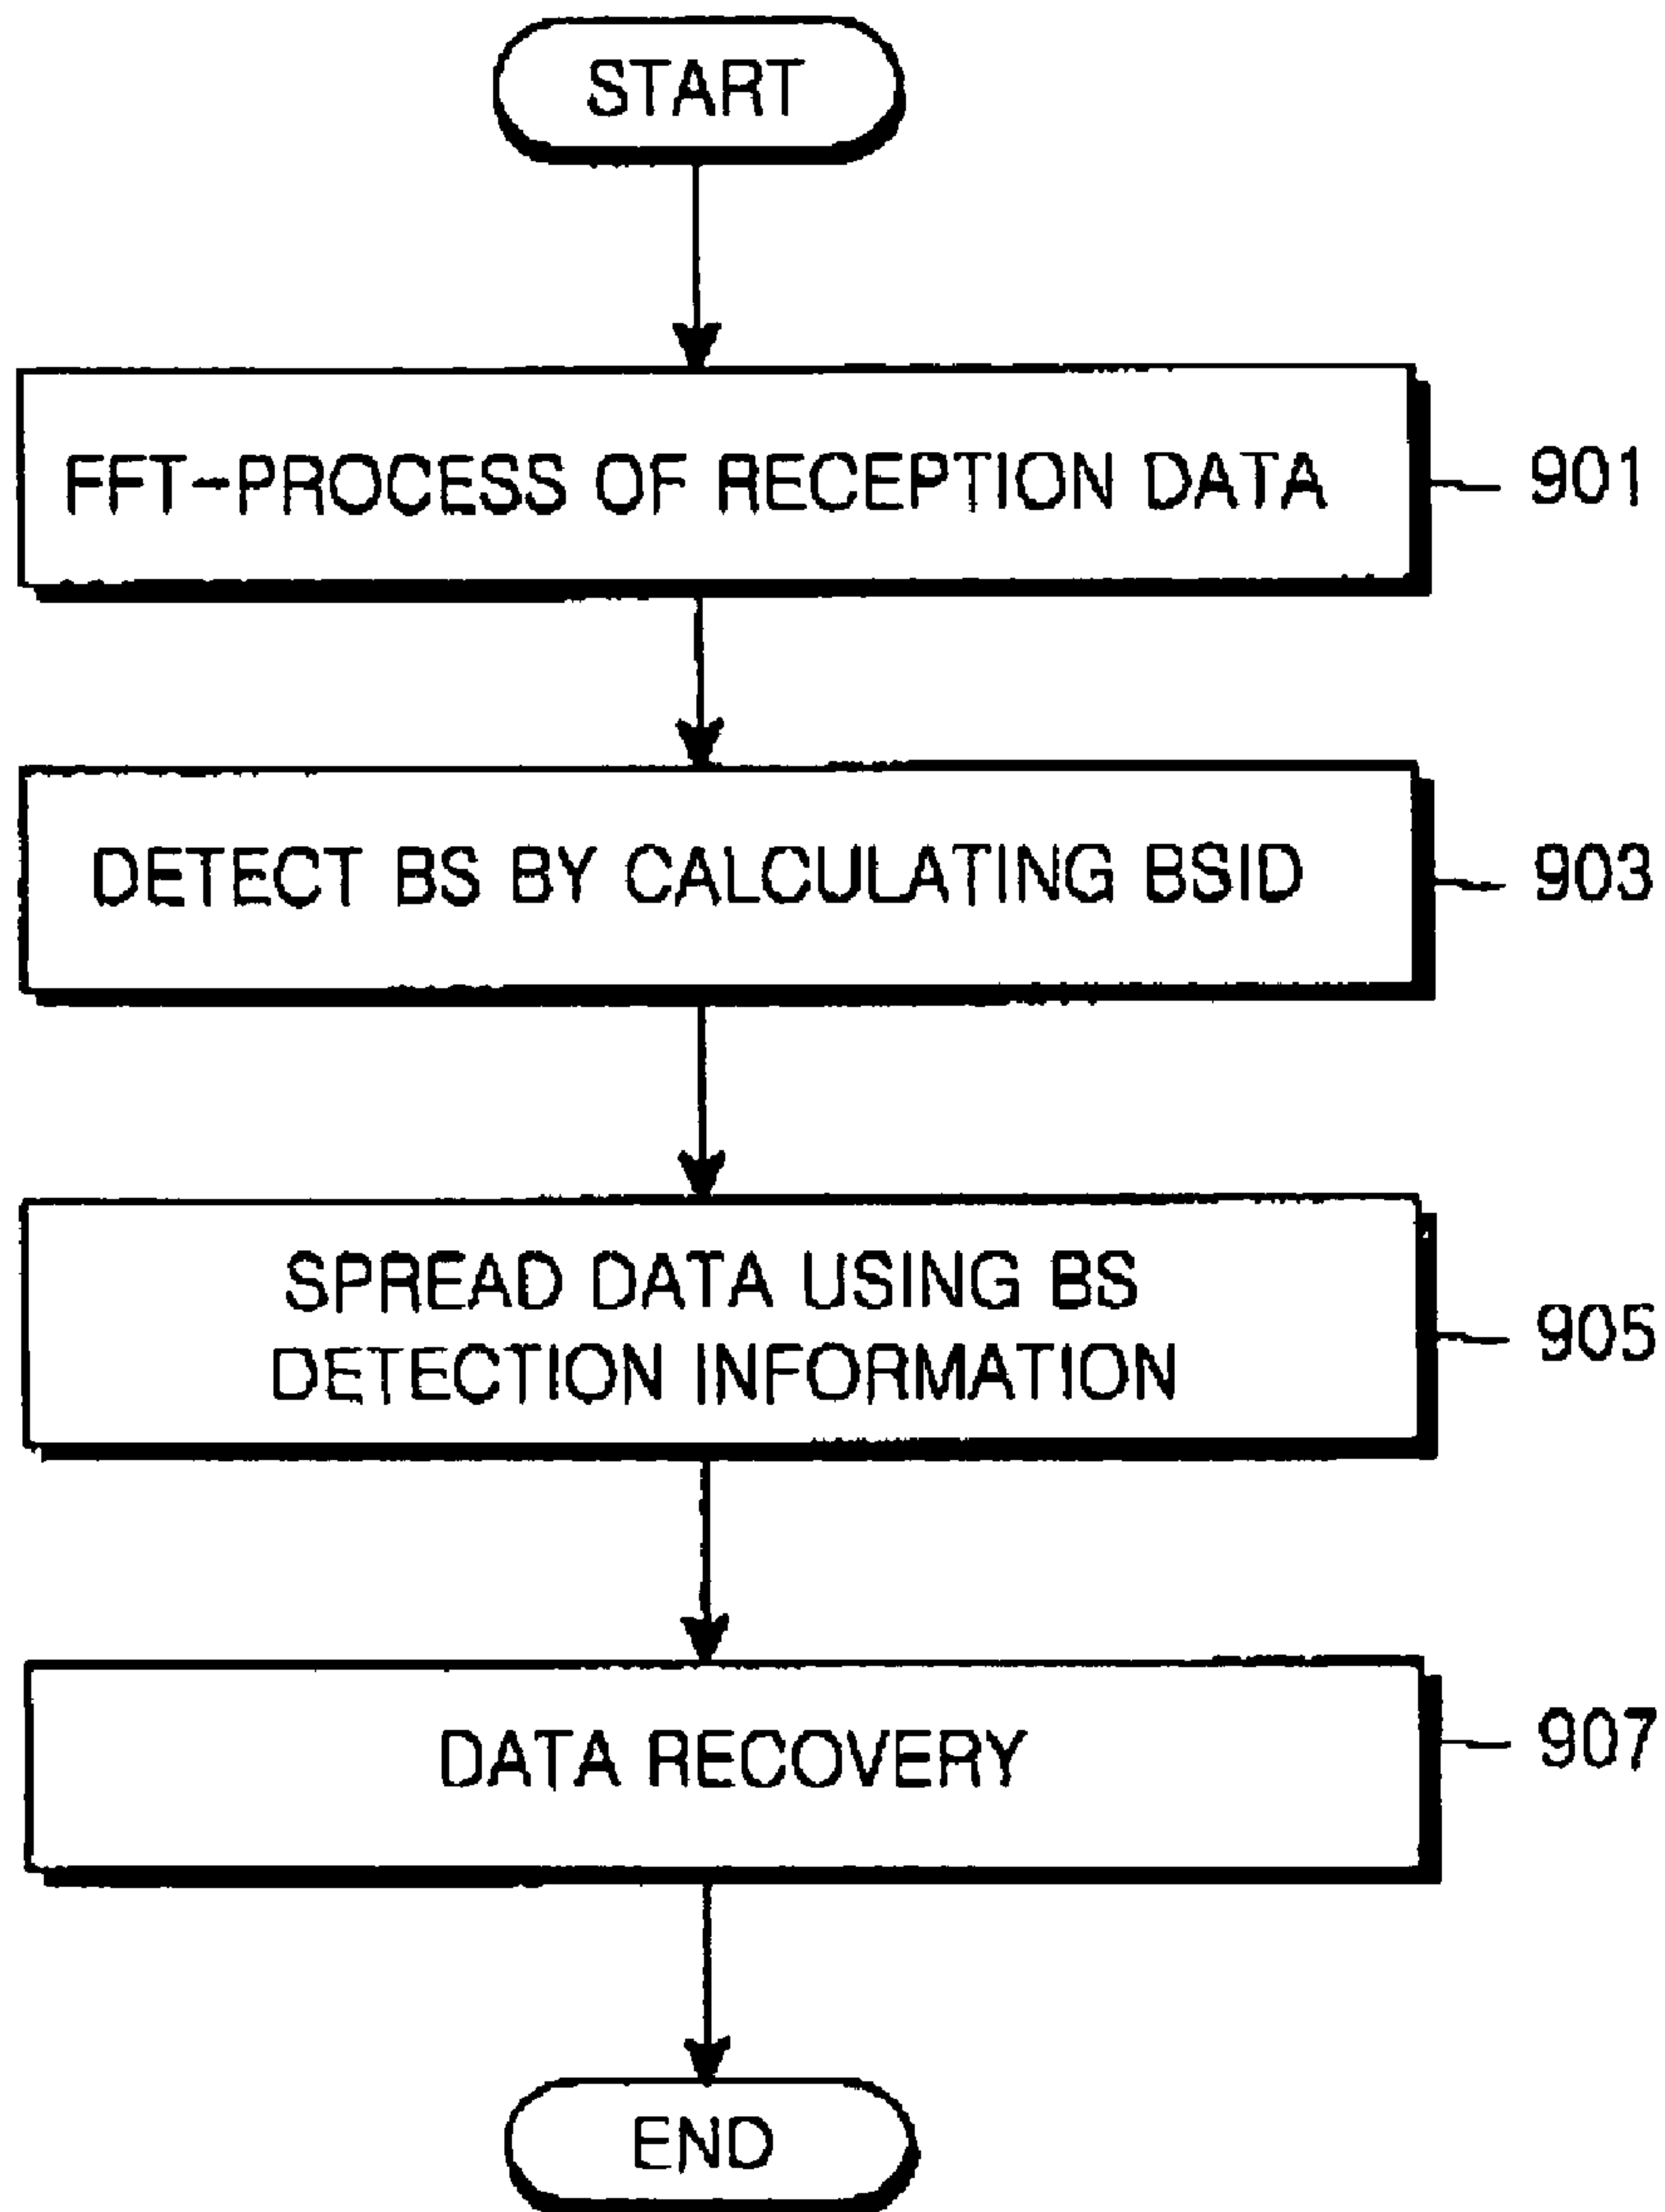 START
FFT-PROCESS OF RECEPTION DATA
901
DETECT BS BY CALCULATING BSID
903
SPREAD DATA USING BS
DETECTION INFORMATION
905
DATA RECOVERY
907
END